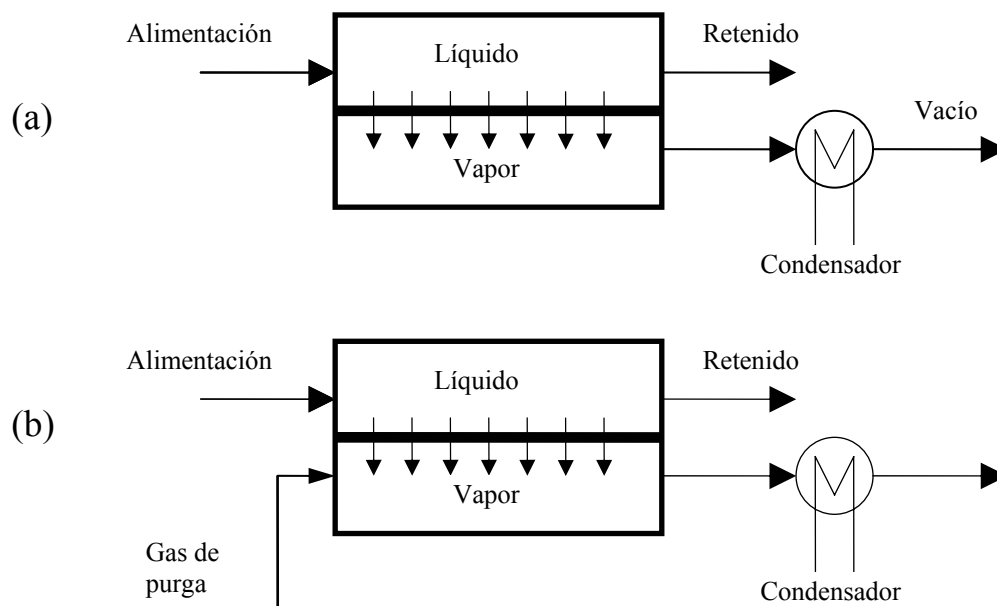 Alimentación
Líquido
Retenido
(a)
Vacío
Vapor
Condensador
Alimentación
Líquido
Retenido
(b)
Vapor
Gas de
purga
Condensador